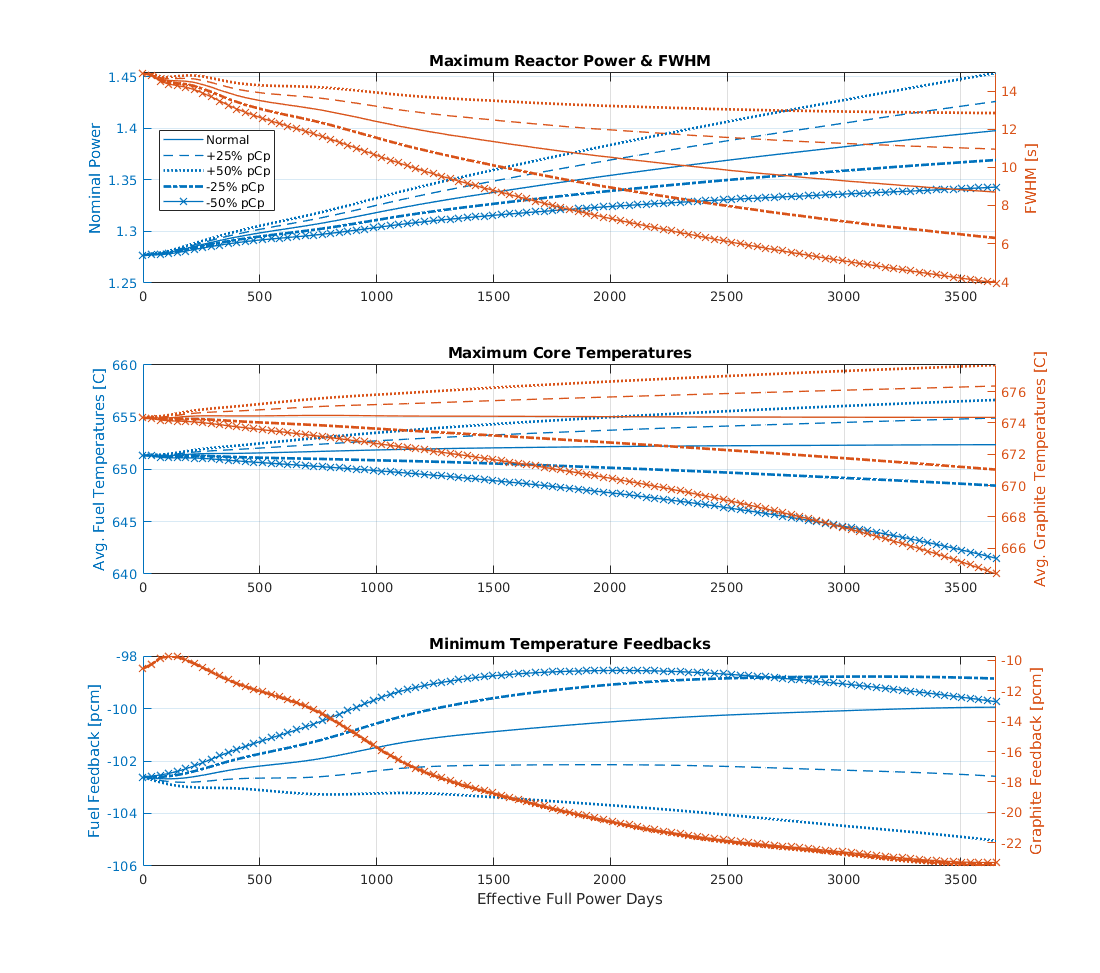 Maximum Reactor Power & FWHM
1.45
1.4
1.35
1.3
1.25
Nominal Power
Normal
+25% pCp
+50% pCp
-25% pCp
-50% pCp
14
12
10
8
6
4
FWHM [s]
0 500 1000 1500 2000 2500 3000 3500
Maximum Core Temperatures
660
655
650
645
640
Avg. Fuel Temperatures [C]
676
674
672
670
668
666
Avg. Graphite Temperatures [C]
0 500 1000 1500 2000 2500 3000 3500
Minimum Temperature Feedbacks
-98
-100
-102
-104
-106
Fuel Feedback [pcm]
-10
-12
-14
-16
-18
-20
-22
Graphite Feedback [pcm]
0 500 1000 1500 2000 2500 3000 3500
Effective Full Power Days